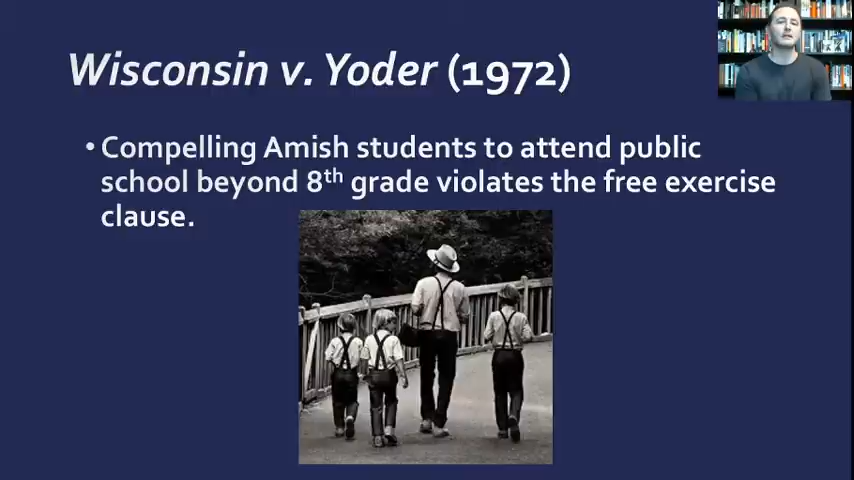 Wisconsin v. Yoder (1972)
• Compelling Amish students to attend public
school beyond 8th grade violates the free exercise
clause.